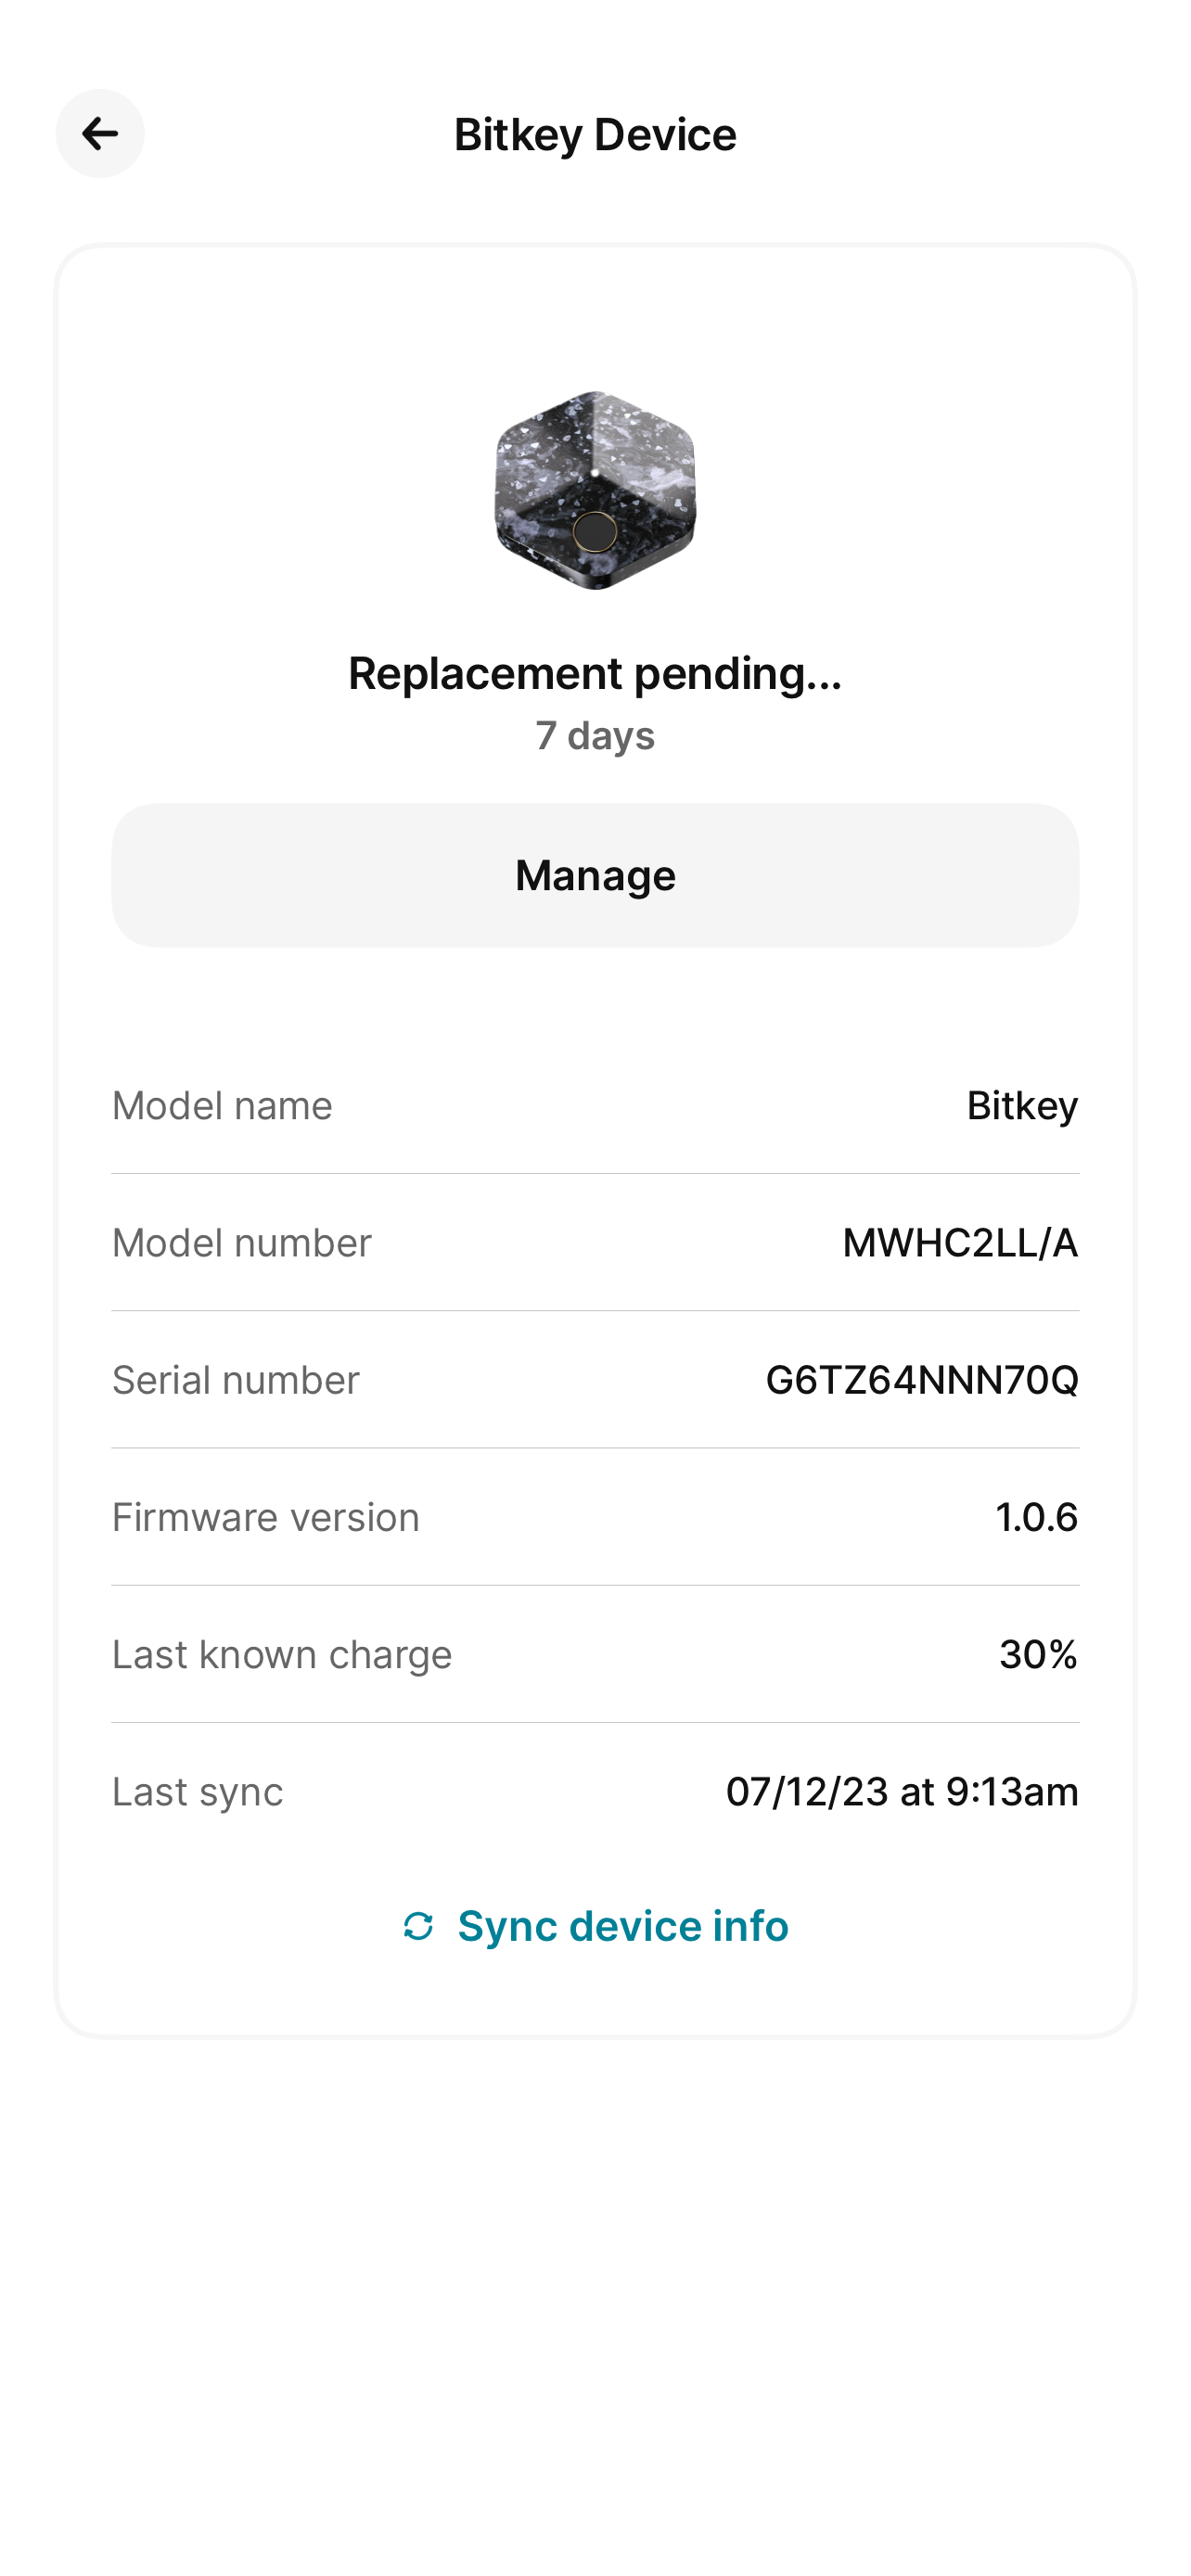 Bitkey Device
Replacement pending...
7 days
Manage
Model name Bitkey
Model number MWHC2LL/A
Serial number G6TZ64NNN70Q
Firmware version 1.0.6
Last known charge 30%
Last sync 07/12/23 at 9:13am
Sync device info